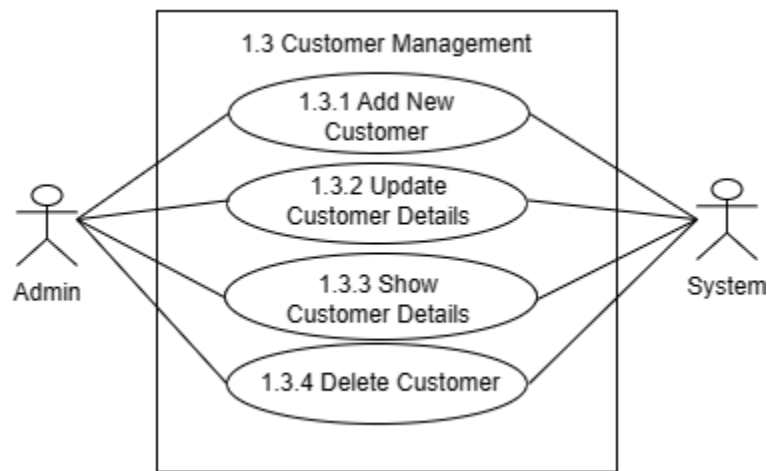 1.3 Customer Management
1.3.1 Add New
Customer
1.3.2 Update
Customer Details
1.3.3 Show
Customer Details
1.3.4 Delete Customer
Admin
System